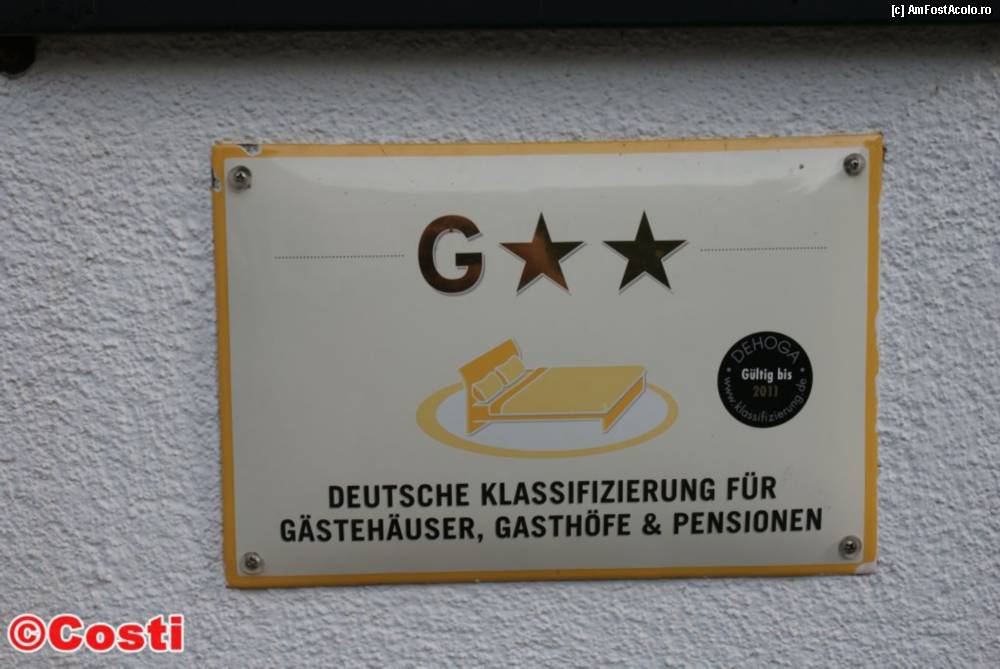 [c] AmFostAcolo.ro
G★★
DEHOGA
Gültig bis
2011
www.klassifizierung.de
DEUTSCHE KLASSIFIZIERUNG FÜR
GÄSTEHÄUSER, GASTHÖFE & PENSIONEN
©Costi